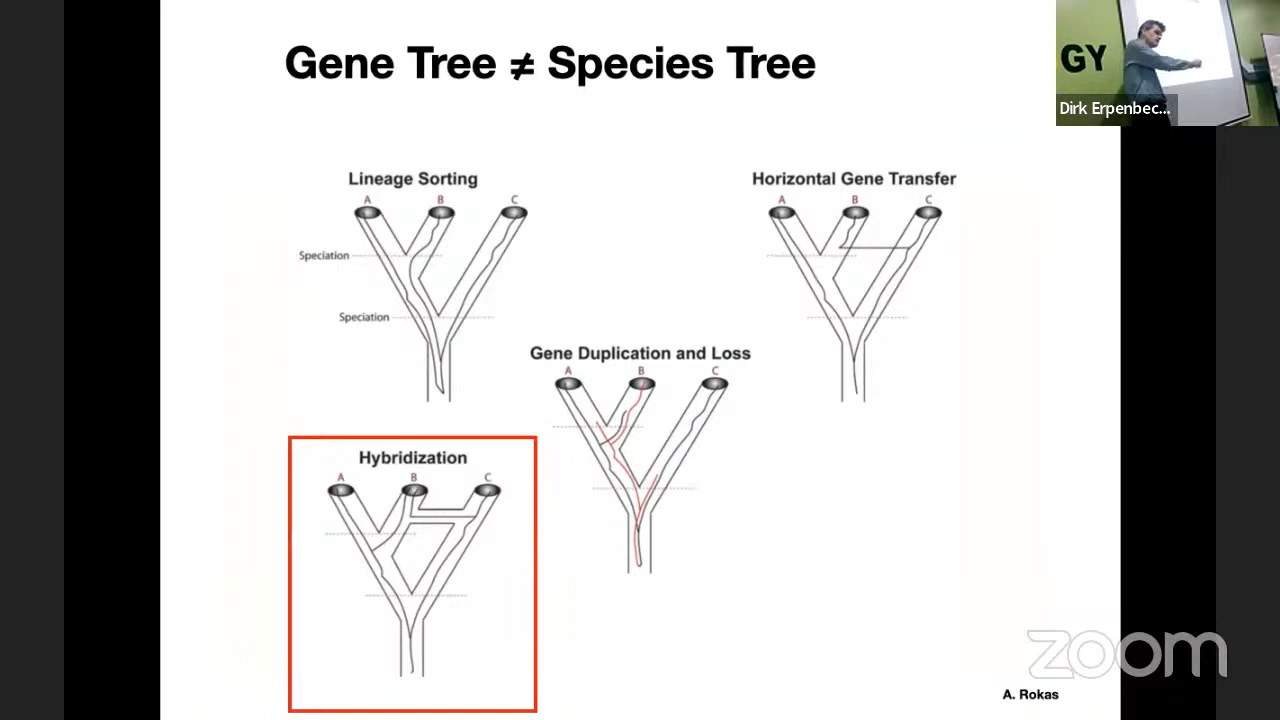 Gene Tree ≠ Species Tree
GY
Dirk Erpenbec...
Lineage Sorting
A B C
Speciation
Speciation
Horizontal Gene Transfer
A B C
Gene Duplication and Loss
A B C
Hybridization
A B C
zoom
A. Rokas